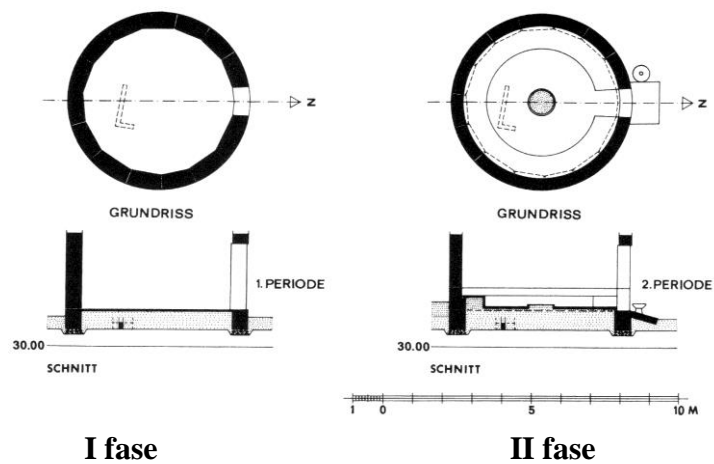 N
GRUNDRISS
1. PERIODE
30.00
SCHNITT
I fase
N
GRUNDRISS
2. PERIODE
30.00
SCHNITT
1 0 5 10 M
II fase